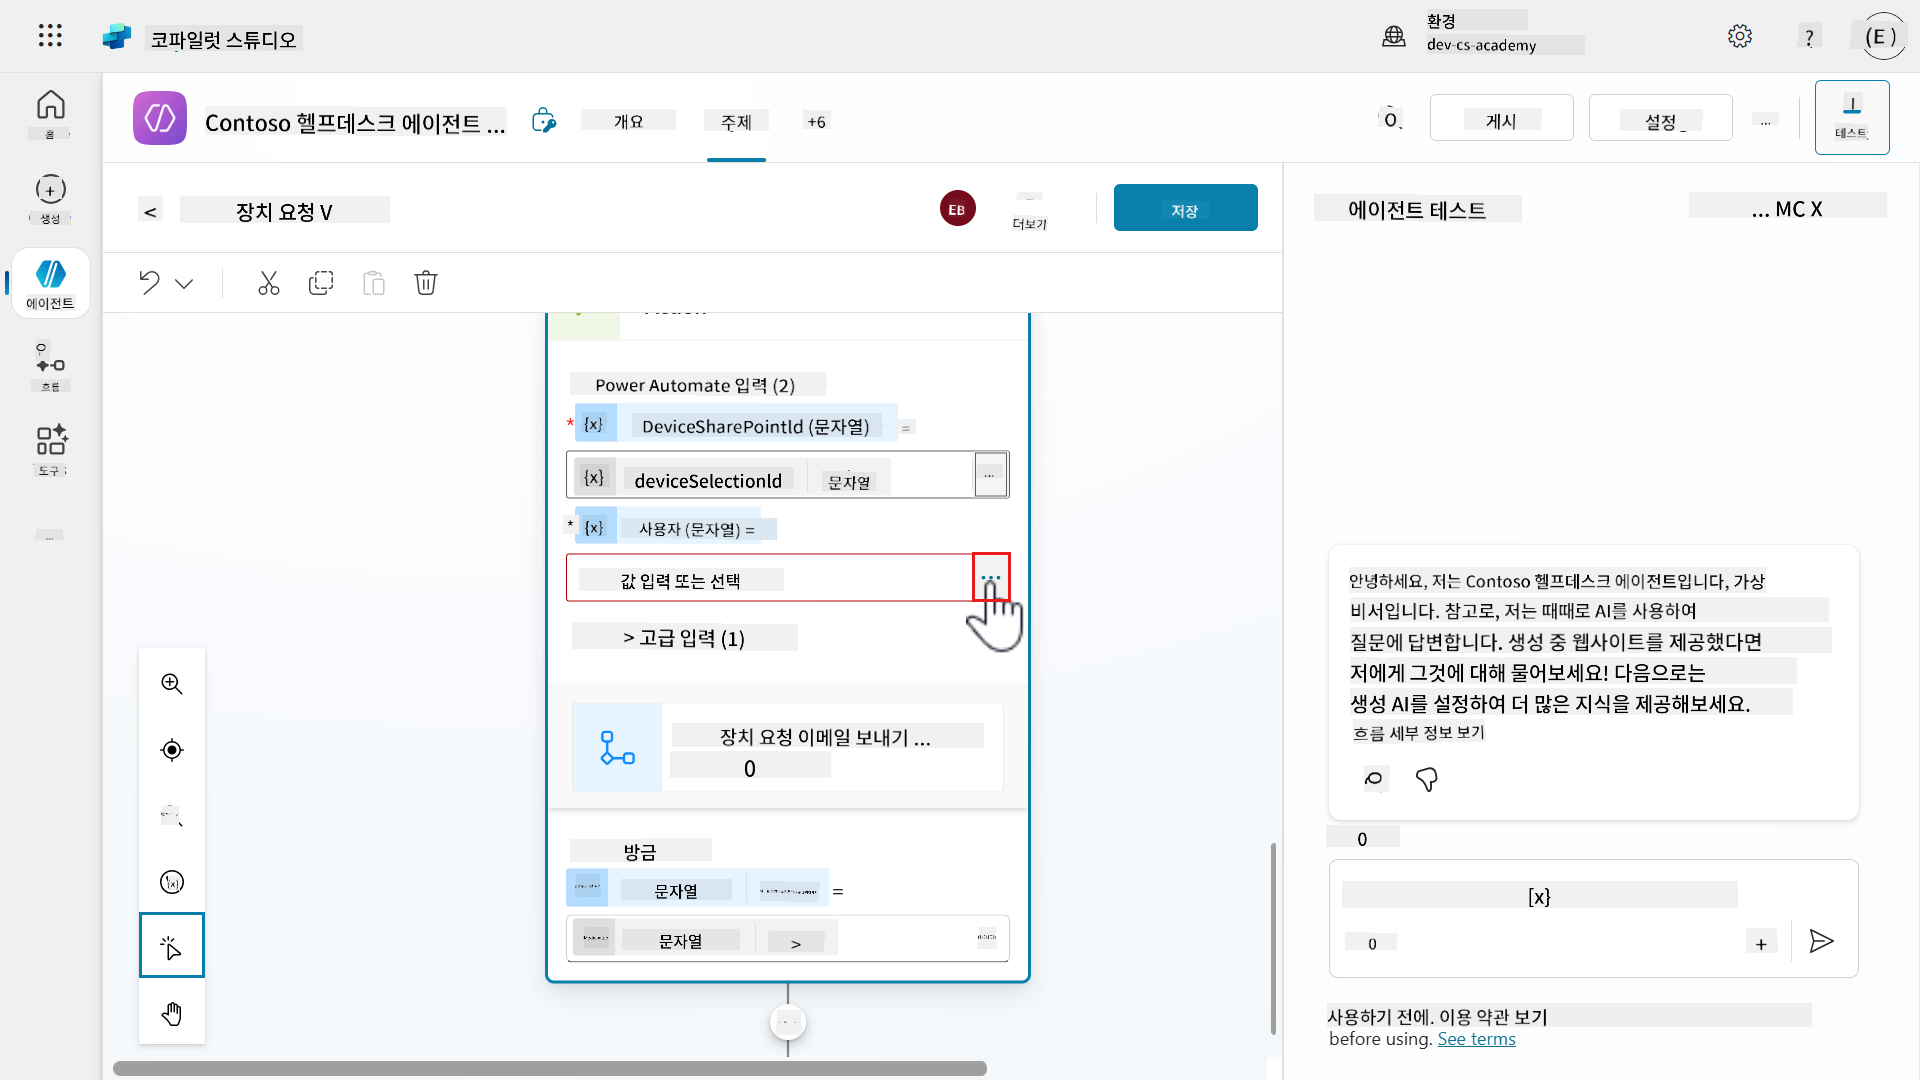 코파일럿 스튜디오
환경
dev-cs-academy
?
(E )
홈
생성
에이전트
흐름
도구
Contoso 헬프데스크 에이전트 ...
개요
주제
+6
게시
설정
...
테스트
<
장치 요청 V
EB
더보기
저장
Power Automate 입력 (2)
* {x} DeviceSharePointld (문자열) =
{x} deviceSelectionld 문자열 ...
* {x} 사용자 (문자열) =
값 입력 또는 선택 ...
> 고급 입력 (1)
장치 요청 이메일 보내기 ...
0
방금
문자열 =
문자열 >
에이전트 테스트
... MC X
안녕하세요, 저는 Contoso 헬프데스크 에이전트입니다, 가상
비서입니다. 참고로, 저는 때때로 AI를 사용하여
질문에 답변합니다. 생성 중 웹사이트를 제공했다면
저에게 그것에 대해 물어보세요! 다음으로는
생성 AI를 설정하여 더 많은 지식을 제공해보세요.
흐름 세부 정보 보기
0
[x]
0
+
사용하기 전에. 이용 약관 보기
before using. See terms